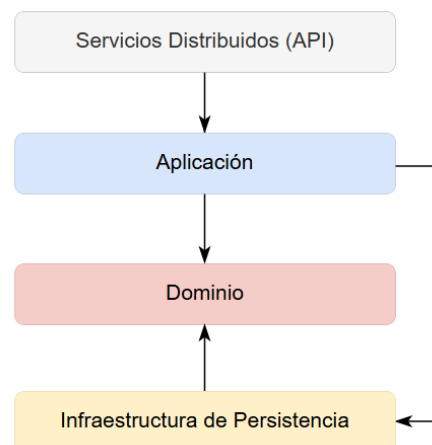 Servicios Distribuidos (API)
Aplicación
Dominio
Infraestructura de Persistencia